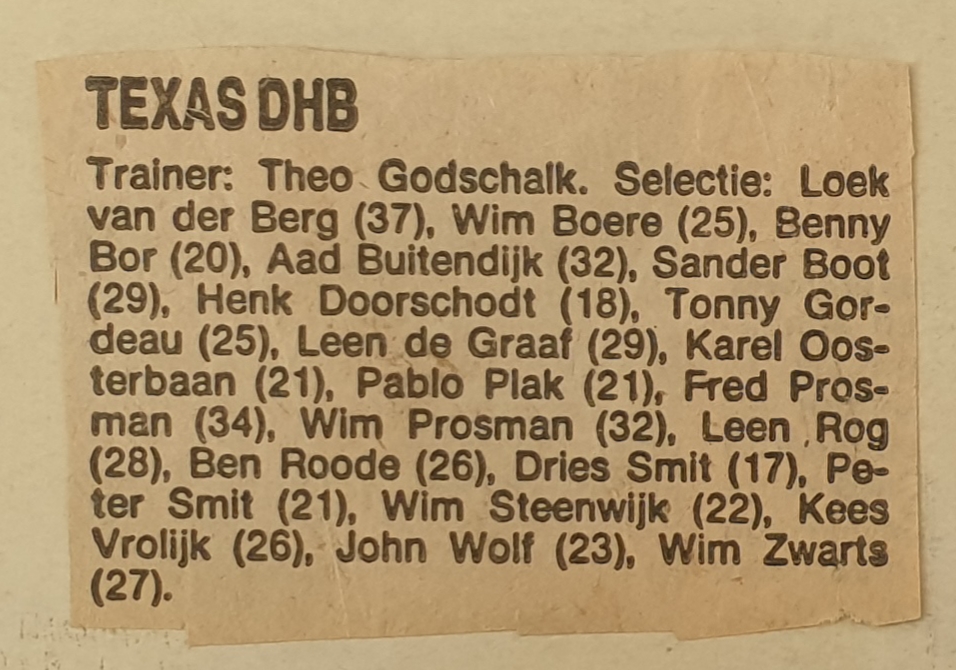 TEXAS DHB
Trainer: Theo Godschalk. Selectie: Loek
van der Berg (37), Wim Boere (25), Benny
Bor (20), Aad Buitendijk (32), Sander Boot
(29), Henk Doorschodt (18), Tonny Gor-
deau (25), Leen de Graaf (29), Karel Oos-
terbaan (21), Pablo Plak (21), Fred Pros-
man (34), Wim Prosman (32), Leen Rog
(28), Ben Roode (26), Dries Smit (17), Pe-
ter Smit (21), Wim Steenwijk (22), Kees
Vrolijk (26), John Wolf (23), Wim Zwarts
(27).